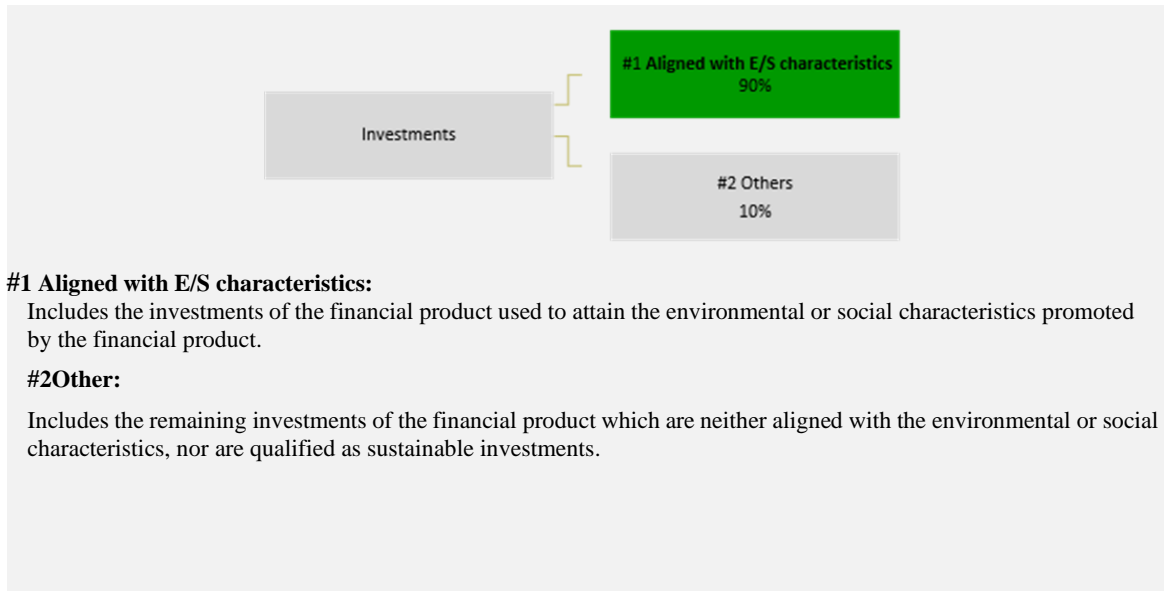 #1 Aligned with E/S characteristics
90%
Investments
#2 Others
10%
#1 Aligned with E/S characteristics:
Includes the investments of the financial product used to attain the environmental or social characteristics promoted
by the financial product.
#2Other:
Includes the remaining investments of the financial product which are neither aligned with the environmental or social
characteristics, nor are qualified as sustainable investments.